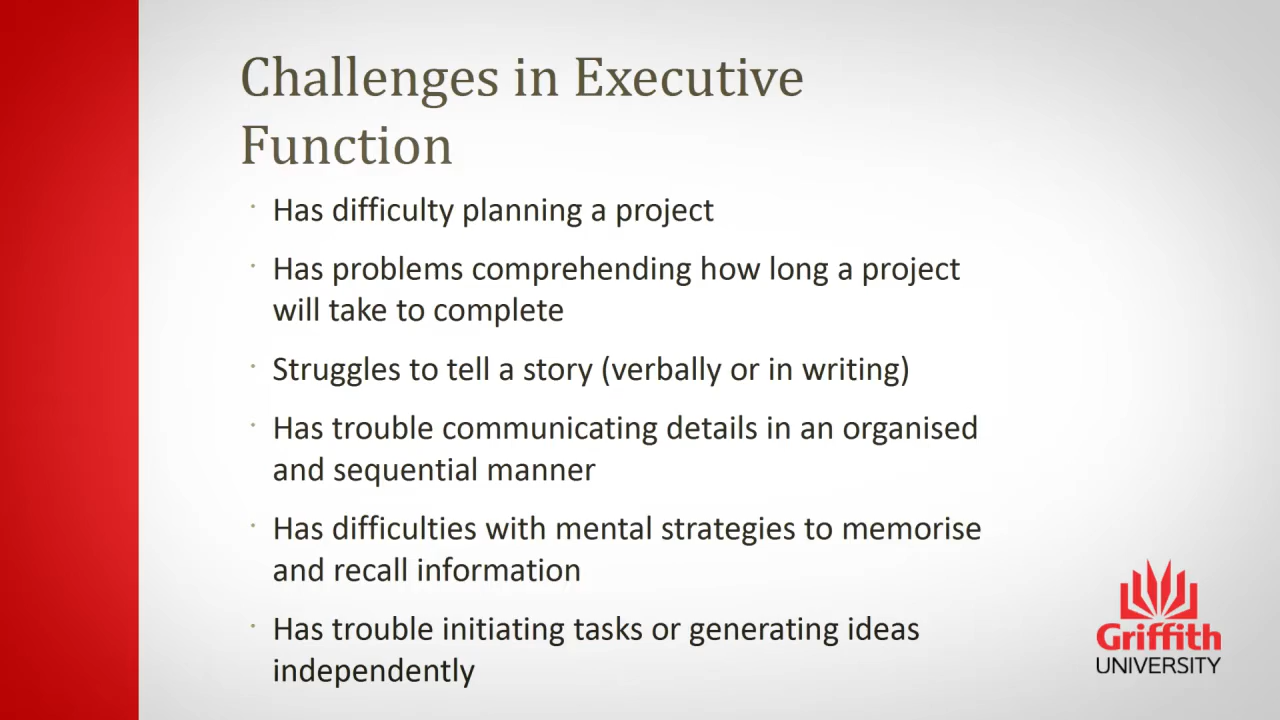 Challenges in Executive
Function
· Has difficulty planning a project
· Has problems comprehending how long a project
will take to complete
· Struggles to tell a story (verbally or in writing)
· Has trouble communicating details in an organised
and sequential manner
· Has difficulties with mental strategies to memorise
and recall information
· Has trouble initiating tasks or generating ideas
independently
Griffith
UNIVERSITY